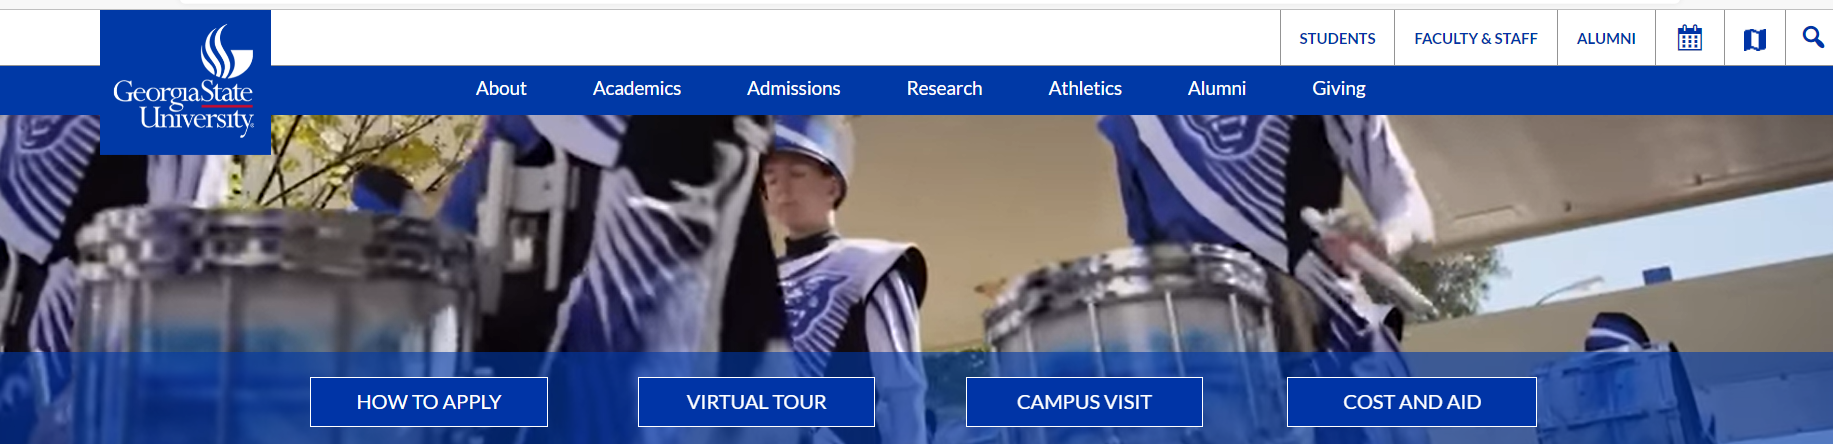 STUDENTS
FACULTY & STAFF
ALUMNI
GeorgiaState
University
About
Academics
Admissions
Research
Athletics
Alumni
Giving
HOW TO APPLY
VIRTUAL TOUR
CAMPUS VISIT
COST AND AID